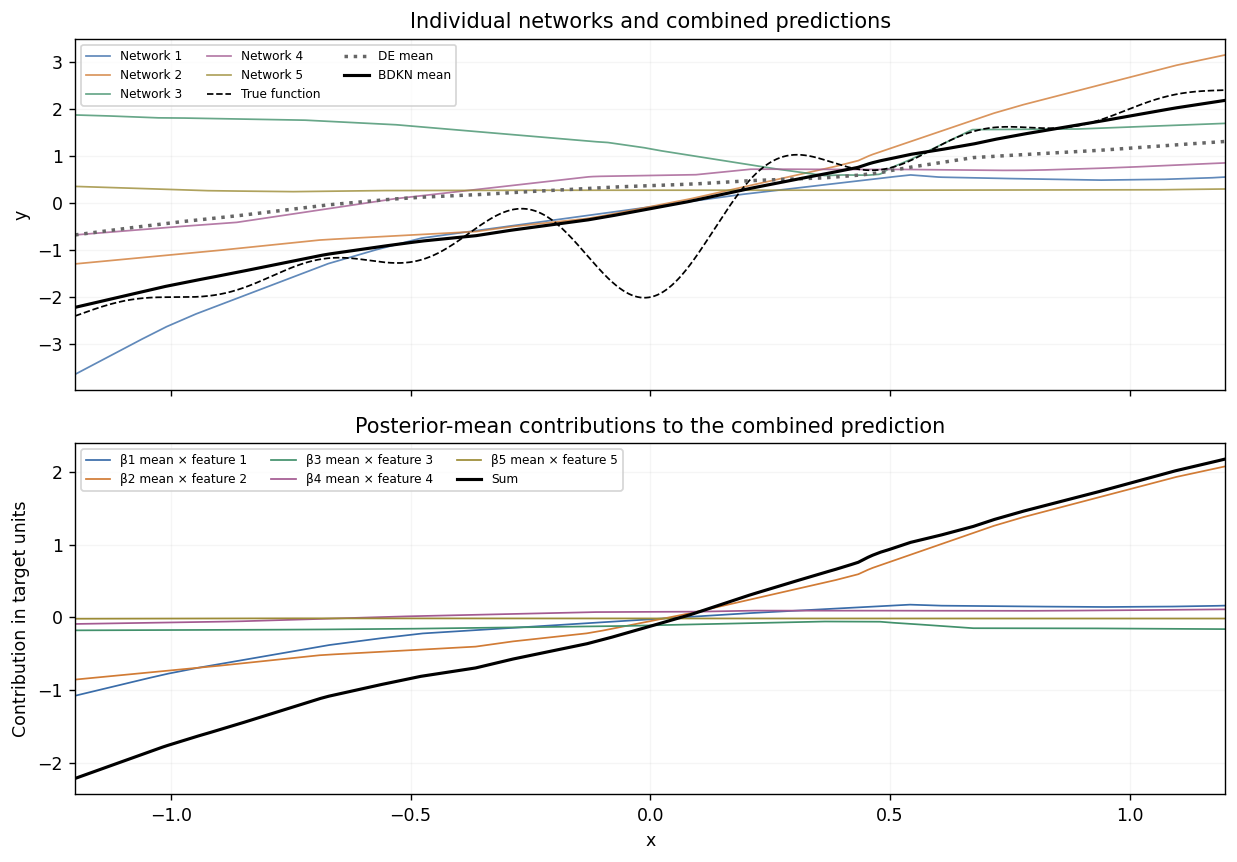 Individual networks and combined predictions
Network 1
Network 2
Network 3
Network 4
Network 5
True function
DE mean
BDKN mean
3
2
1
0
−1
−2
−3
y
Posterior-mean contributions to the combined prediction
β1 mean × feature 1
β2 mean × feature 2
β3 mean × feature 3
β4 mean × feature 4
β5 mean × feature 5
Sum
2
1
0
−1
−2
Contribution in target units
−1.0
−0.5
0.0
0.5
1.0
x